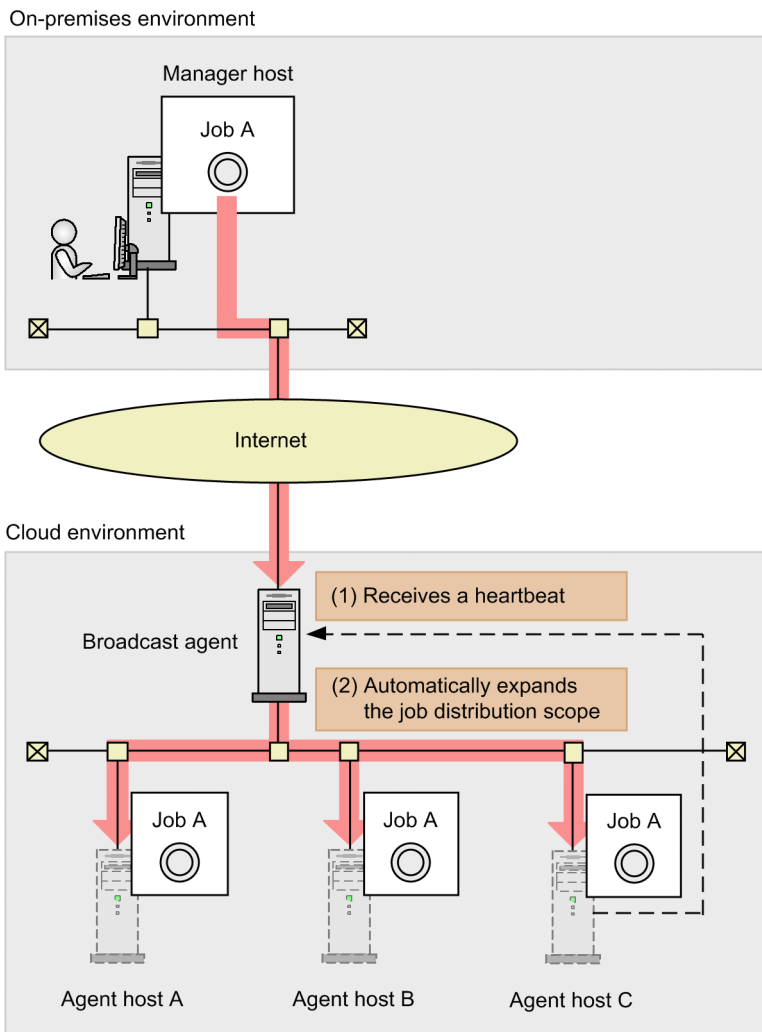 On-premises environment
Manager host
Job A
Internet
Cloud environment
(1) Receives a heartbeat
Broadcast agent
(2) Automatically expands
the job distribution scope
Job A
Job A
Job A
Agent host A
Agent host B
Agent host C